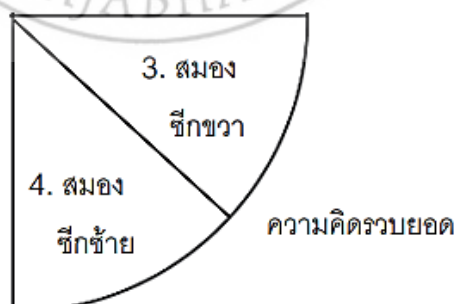 3. สมอง
ซีกขวา
4. สมอง
ซีกซ้าย
ความคิดรวบยอด